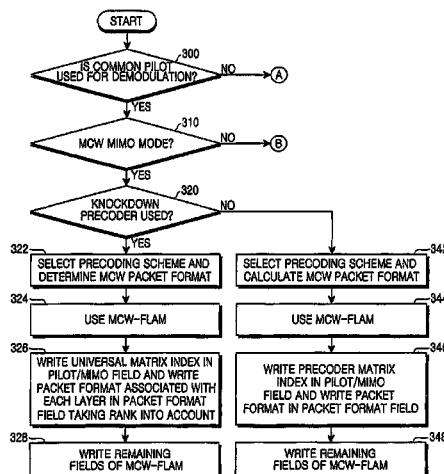 START
300
IS COMMON PILOT
USED FOR DEMODULATION?
NO
A
YES
310
MCW MIMO MODE?
NO
B
YES
320
KNOCKDOWN
PRECODER USED?
NO
YES
322
SELECT PRECODING SCHEME AND
DETERMINE MCW PACKET FORMAT
324
USE MCW-FLAM
326
WRITE UNIVERSAL MATRIX INDEX IN
PILOT/MIMO FIELD AND WRITE
PACKET FORMAT ASSOCIATED WITH
EACH LAYER IN PACKET FORMAT
FIELD TAKING RANK INTO ACCOUNT
328
WRITE REMAINING
FIELDS OF MCW-FLAM
SELECT PRECODING SCHEME AND
CALCULATE MCW PACKET FORMAT
USE MCW-FLAM
WRITE PRECODER MATRIX
INDEX IN PILOT/MIMO
FIELD AND WRITE PACKET
FORMAT IN PACKET FORMAT FIELD
348
WRITE REMAINING
FIELDS OF MCW-FLAM